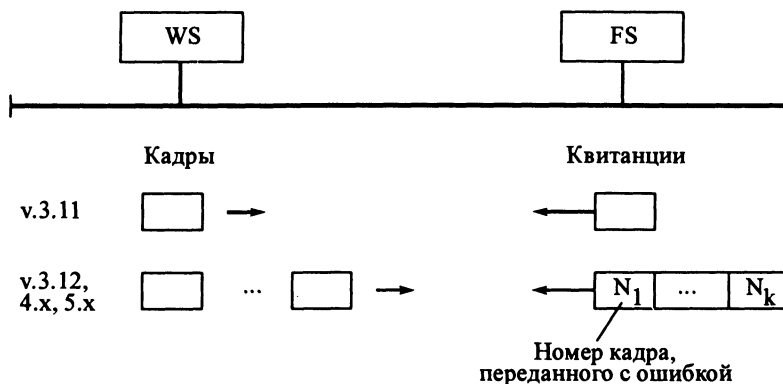 WS FS
Кадры Квитанции
v.3.11
v.3.12, ... N1 ... Nk
4.x, 5.x
Номер кадра,
переданного с ошибкой